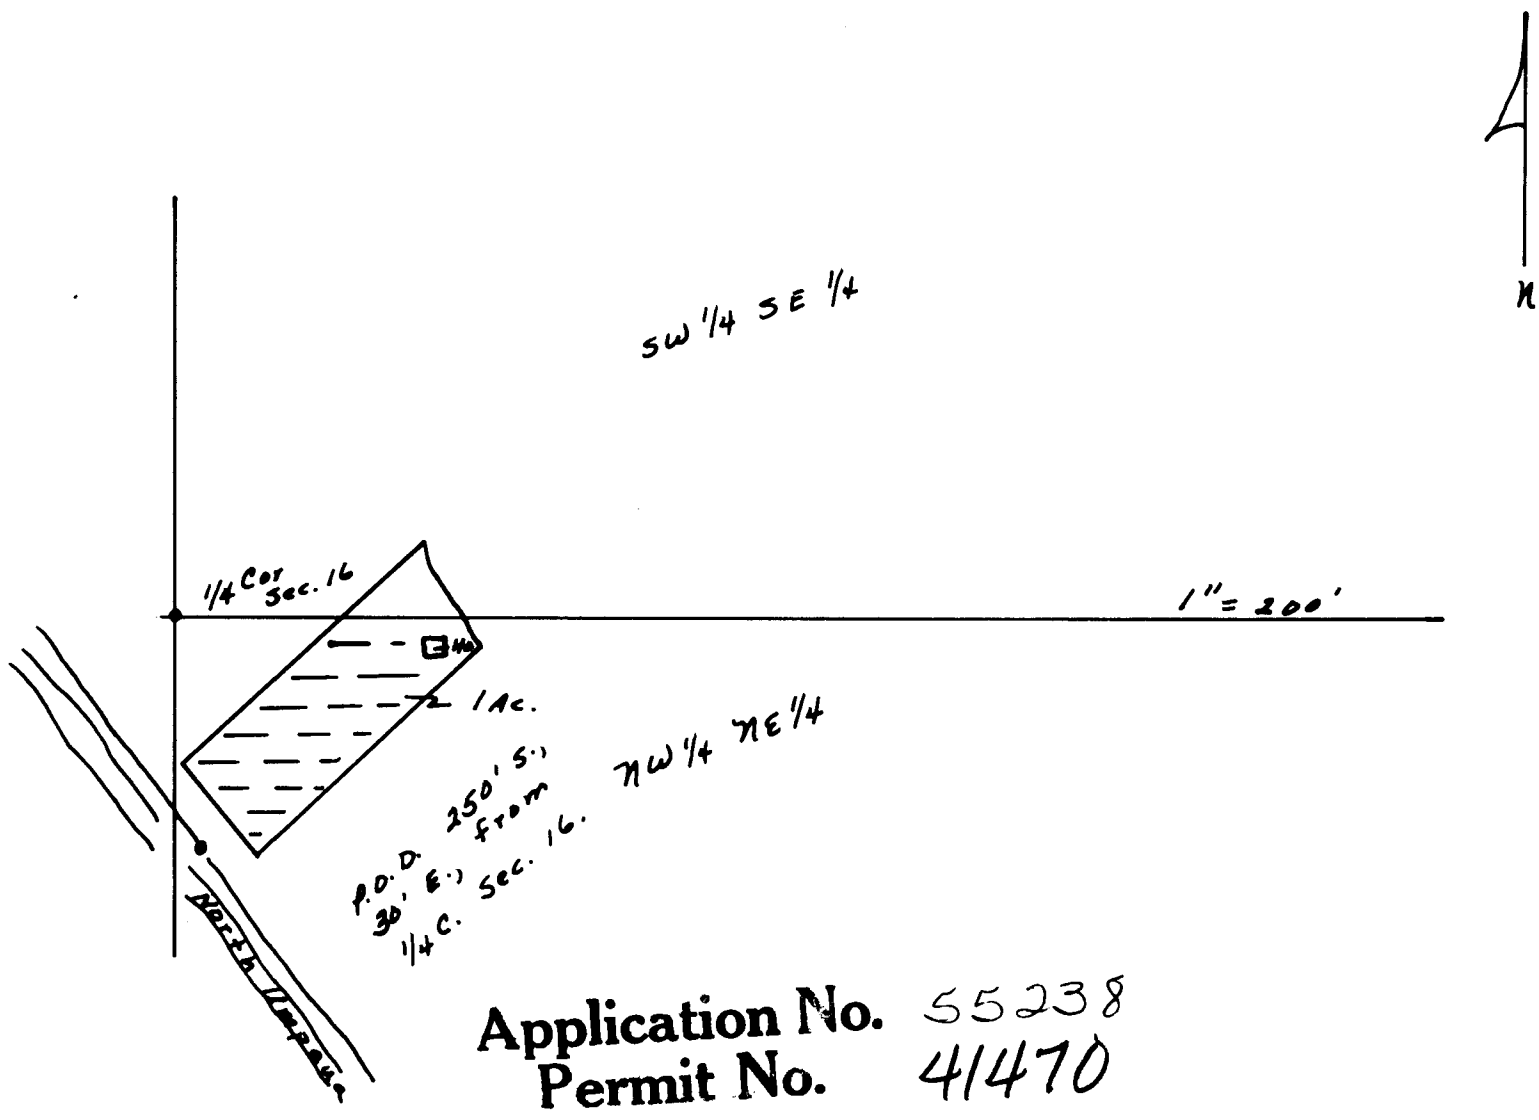 N
SW 1/4 SE 1/4
1/4 Cor
Sec. 16
1" = 200'
1 Ac.
NW 1/4 NE 1/4
P.O.D. 250' S.,
30' E., from
1/4 C. Sec. 16.
North Umpqua
Application No. 55238
Permit No. 41470